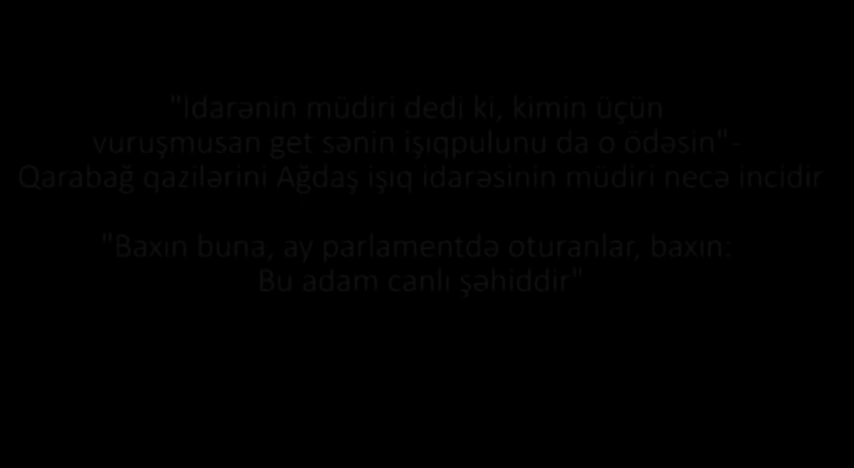 "İdarənin müdiri dedi ki, kimin üçün
vuruşmusan get sənin işıqpulunu da o ödəsin"-
Qarabağ qazilərini Ağdaş işıq idarəsinin müdiri necə incidir
"Baxın buna, ay parlamentdə oturanlar, baxın:
Bu adam canlı şəhiddir"